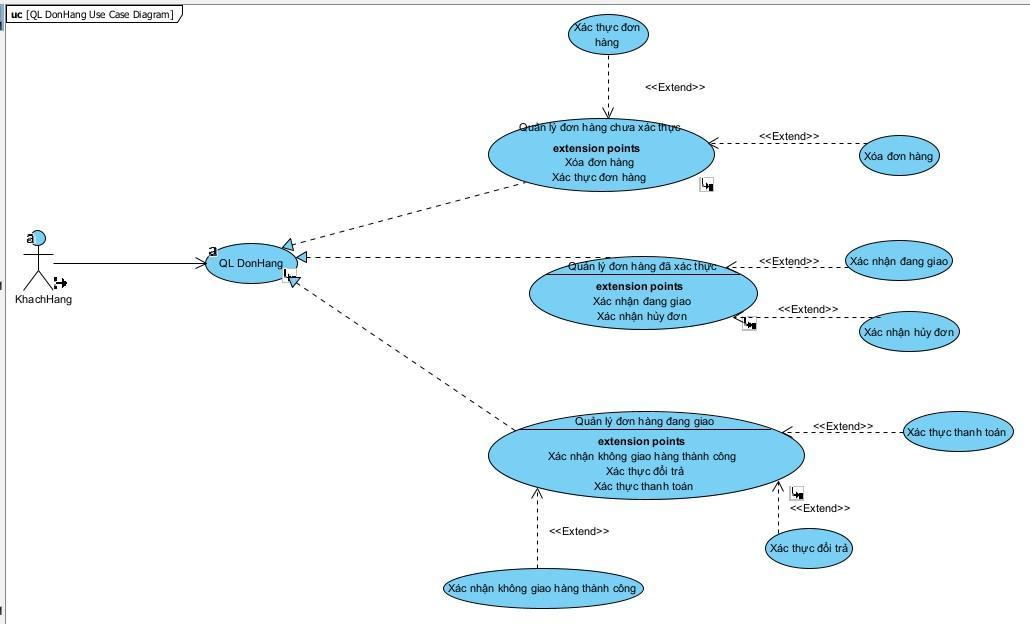 uc [QL DonHang Use Case Diagram]
Xác thực đơn
hàng
<<Extend>>
Quản lý đơn hàng chưa xác thực
extension points
Xóa đơn hàng
Xác thực đơn hàng
<<Extend>>
Xóa đơn hàng
a
KhachHang
a
QL DonHang
Quản lý đơn hàng đã xác thực
extension points
Xác nhận đang giao
Xác nhận hủy đơn
<<Extend>>
Xác nhận đang giao
<<Extend>>
Xác nhận hủy đơn
Quản lý đơn hàng đang giao
extension points
Xác nhận không giao hàng thành công
Xác thực đổi trả
Xác thực thanh toán
<<Extend>>
Xác thực thanh toán
<<Extend>>
Xác thực đổi trả
<<Extend>>
Xác nhận không giao hàng thành công